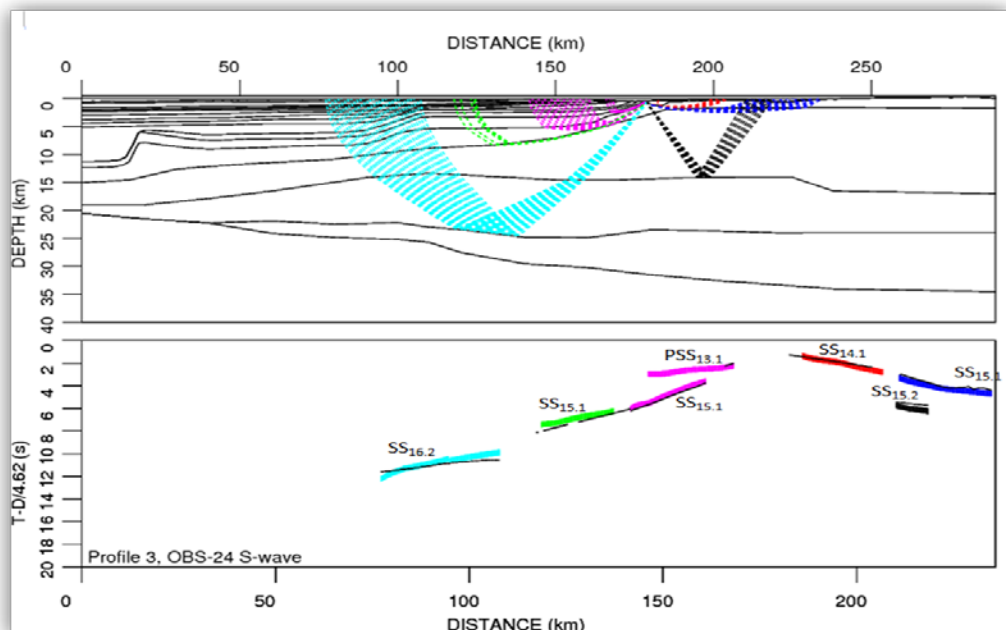 DISTANCE (km)
0 50 100 150 200 250
DEPTH (km)
0
5
10
15
20
25
30
35
40
T-D/4.62 (s)
0
2
4
6
8
10
12
14
16
18
20
PSS13.1
SS14.1
SS15.1
SS15.1
SS15.1
SS15.2
SS16.2
Profile 3, OBS-24 S-wave
0 50 100 150 200
DISTANCE (km)